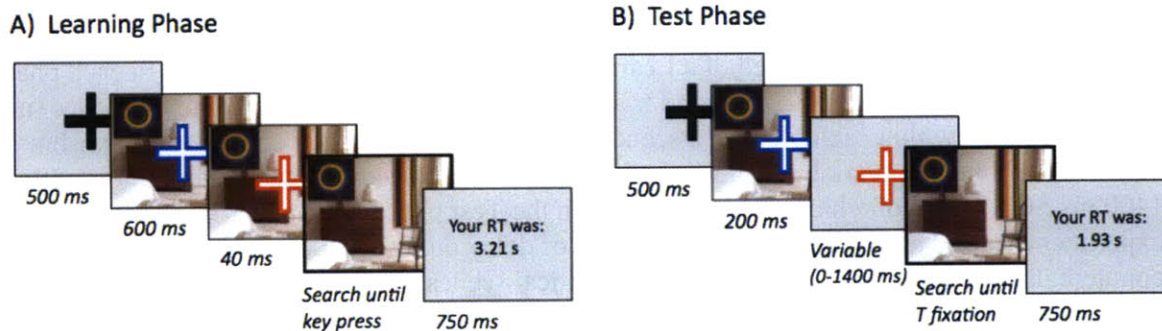 A) Learning Phase
500 ms
600 ms
40 ms
Search until
key press
Your RT was:
3.21 s
750 ms
B) Test Phase
500 ms
200 ms
Variable
(0-1400 ms)
Search until
T fixation
Your RT was:
1.93 s
750 ms